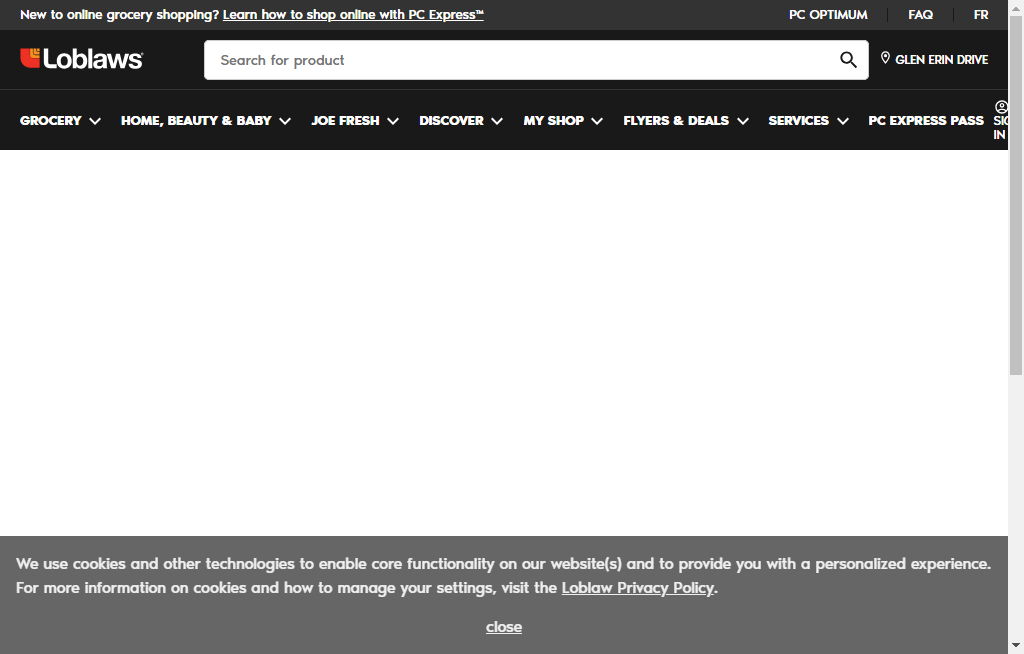 New to online grocery shopping? Learn how to shop online with PC Express™
PC OPTIMUM
FAQ
FR
Loblaws
Search for product
GLEN ERIN DRIVE
GROCERY
HOME, BEAUTY & BABY
JOE FRESH
DISCOVER
MY SHOP
FLYERS & DEALS
SERVICES
PC EXPRESS PASS
SIG
IN
We use cookies and other technologies to enable core functionality on our website(s) and to provide you with a personalized experience.
For more information on cookies and how to manage your settings, visit the Loblaw Privacy Policy.
close